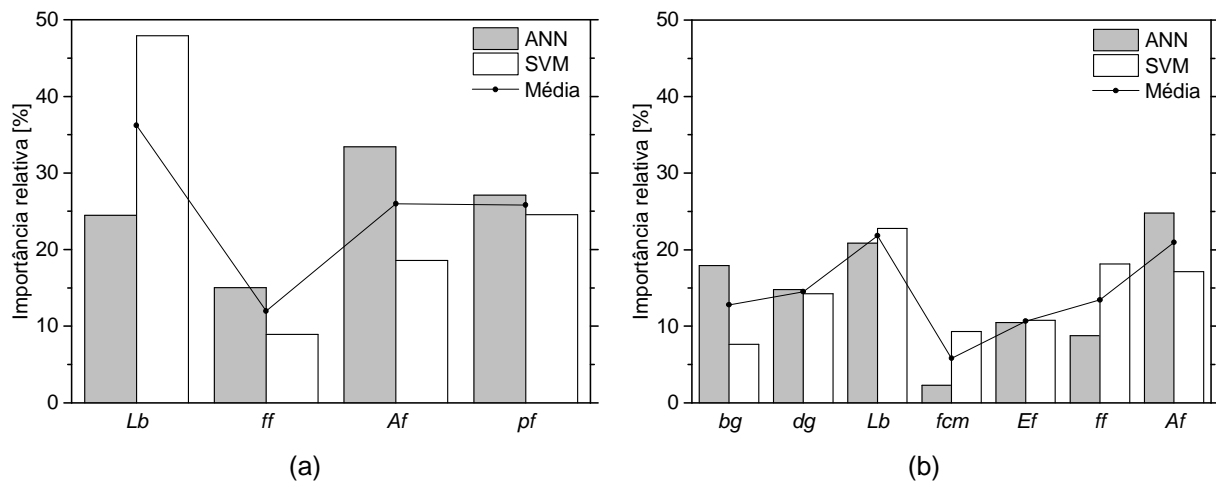 50
40
30
20
10
0
Importância relativa [%]
ANN
SVM
Média
Lb ff Af pf
(a)
50
40
30
20
10
0
Importância relativa [%]
ANN
SVM
Média
bg dg Lb fcm Ef ff Af
(b)